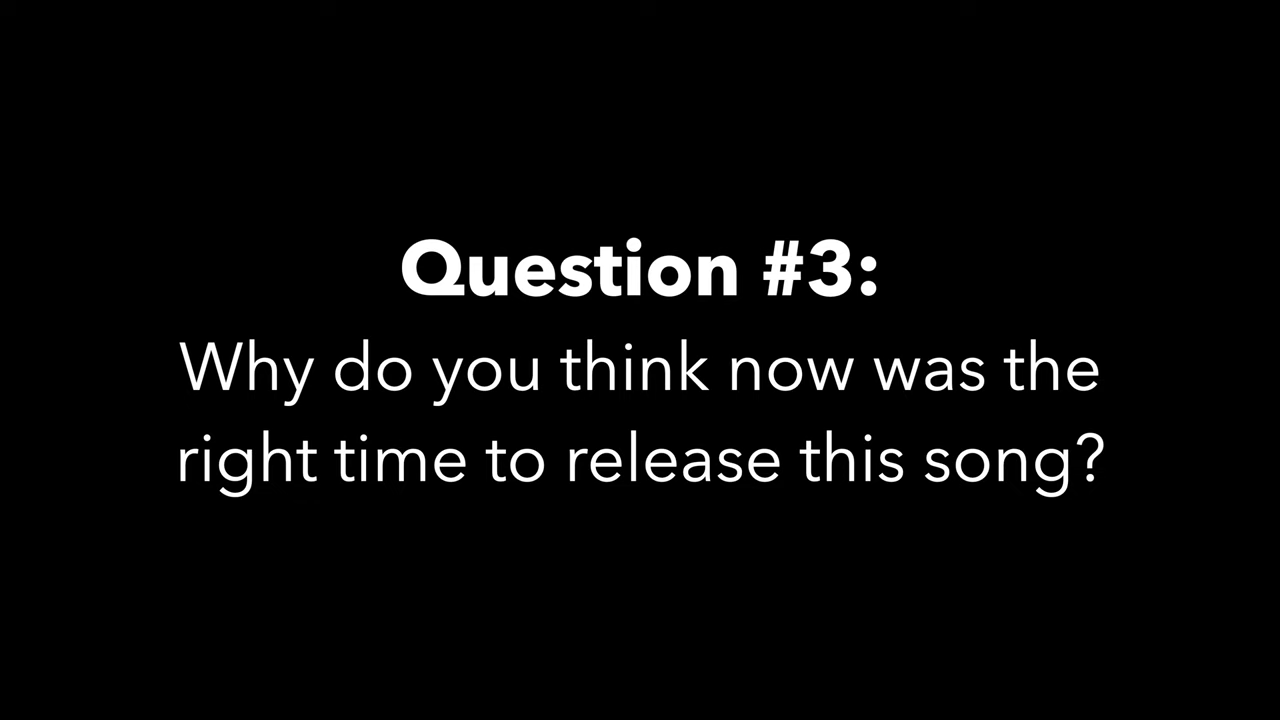 Question #3:
Why do you think now was the
right time to release this song?